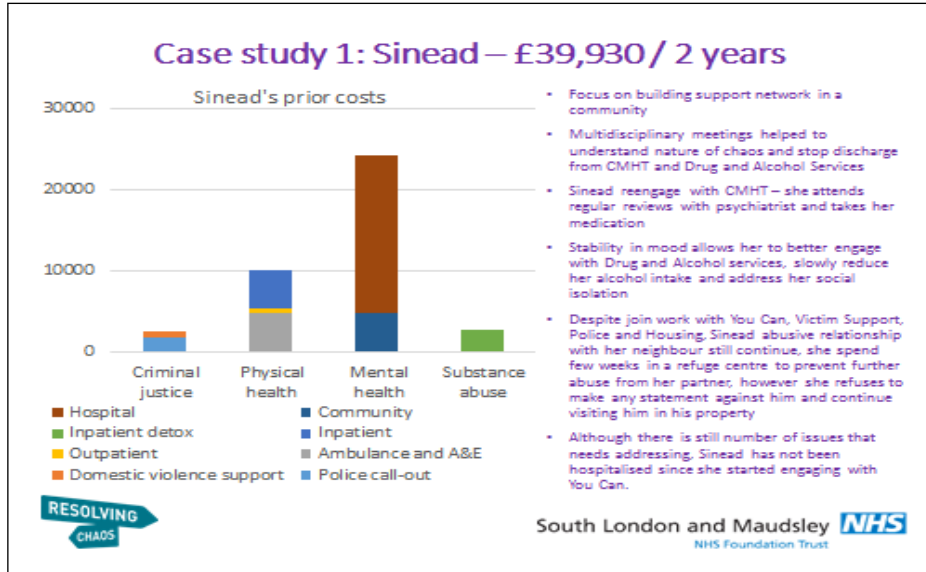 Case study 1: Sinead – £39,930 / 2 years
Sinead's prior costs
30000
20000
10000
0
Criminal justice
Physical health
Mental health
Substance abuse
Hospital
Community
Inpatient detox
Inpatient
Outpatient
Ambulance and A&E
Domestic violence support
Police call-out
• Focus on building support network in a
community
• Multidisciplinary meetings helped to
understand nature of chaos and stop discharge
from CMHT and Drug and Alcohol Services
• Sinead reengage with CMHT – she attends
regular reviews with psychiatrist and takes her
medication
• Stability in mood allows her to better engage
with Drug and Alcohol services, slowly reduce
her alcohol intake and address her social
isolation
• Despite join work with You Can, Victim Support,
Police and Housing, Sinead abusive relationship
with her neighbour still continue, she spend
few weeks in a refuge centre to prevent further
abuse from her partner, however she refuses to
make any statement against him and continue
visiting him in his property
• Although there is still number of issues that
needs addressing, Sinead has not been
hospitalised since she started engaging with
You Can.
RESOLVING
CHAOS
South London and Maudsley NHS
NHS Foundation Trust